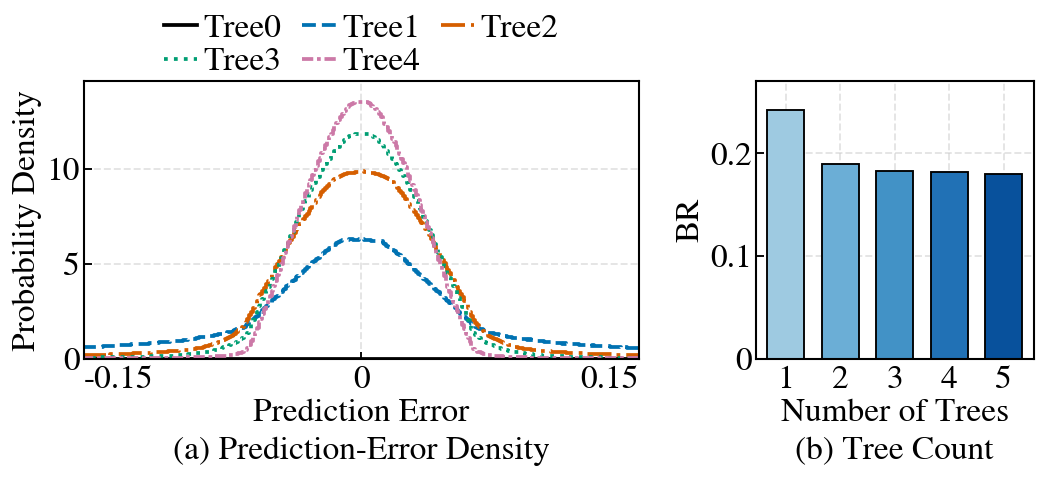 Tree0 Tree1 Tree2
Tree3 Tree4
Probability Density
10
5
0
-0.15 0 0.15
Prediction Error
(a) Prediction-Error Density
BR
0.2
0.1
0
1 2 3 4 5
Number of Trees
(b) Tree Count